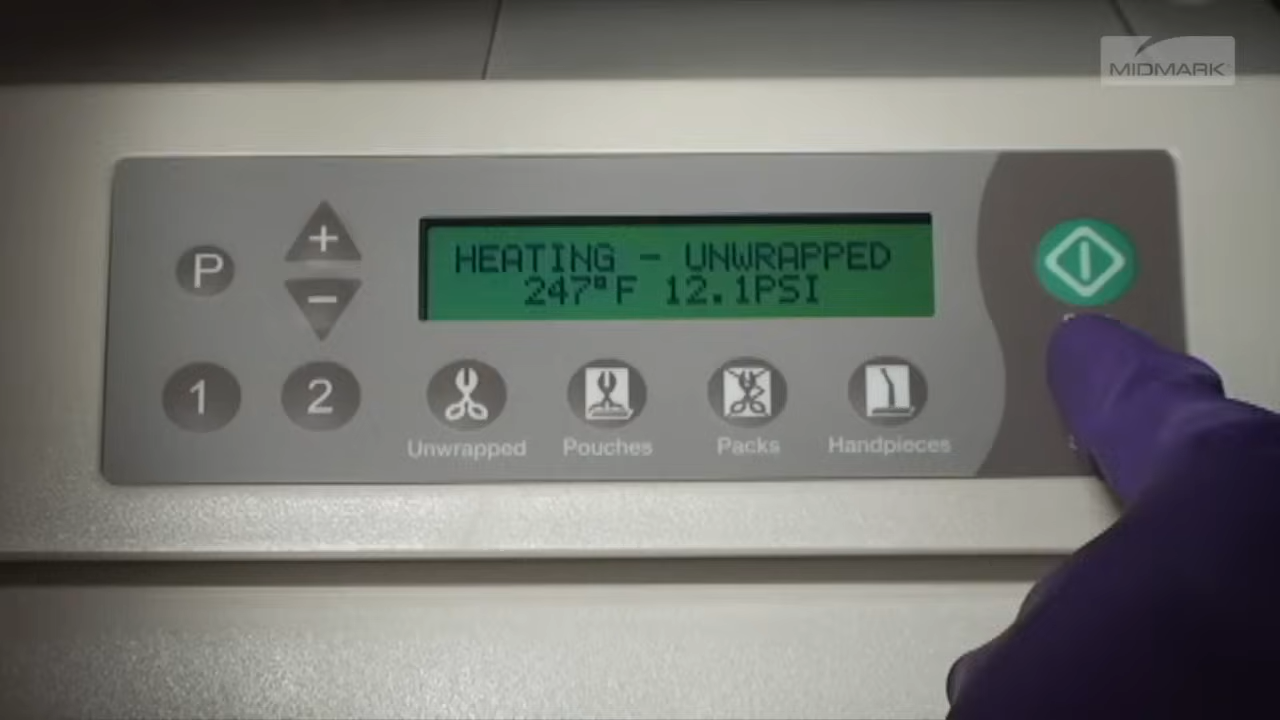 MIDMARK
P
+
HEATING - UNWRAPPED
247°F 12.1PSI
-
1
2
Unwrapped
Pouches
Packs
Handpieces